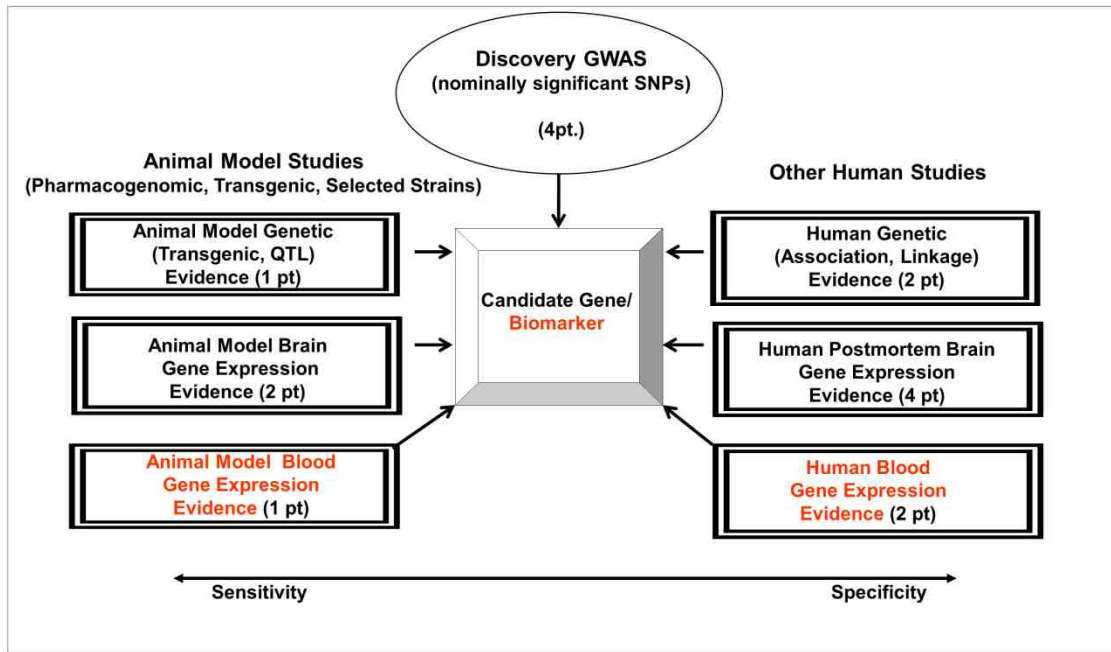 Discovery GWAS
(nominally significant SNPs)
(4pt.)
Animal Model Studies
(Pharmacogenomic, Transgenic, Selected Strains)
Other Human Studies
Animal Model Genetic
(Transgenic, QTL)
Evidence (1 pt)
Human Genetic
(Association, Linkage)
Evidence (2 pt)
Candidate Gene/
Biomarker
Animal Model Brain
Gene Expression
Evidence (2 pt)
Human Postmortem Brain
Gene Expression
Evidence (4 pt)
Animal Model Blood
Gene Expression
Evidence (1 pt)
Human Blood
Gene Expression
Evidence (2 pt)
Sensitivity
Specificity